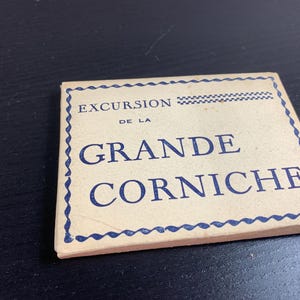 EXCURSION
DE LA
GRANDE
CORNICHE